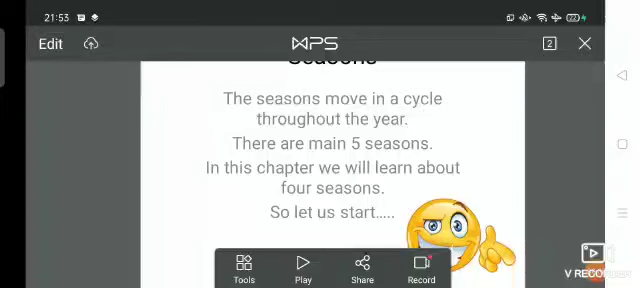 21:53
Edit
WPS
2
Seasons
The seasons move in a cycle
throughout the year.
There are main 5 seasons.
In this chapter we will learn about
four seasons.
So let us start.....
Tools
Play
Share
Record
V RECORDER